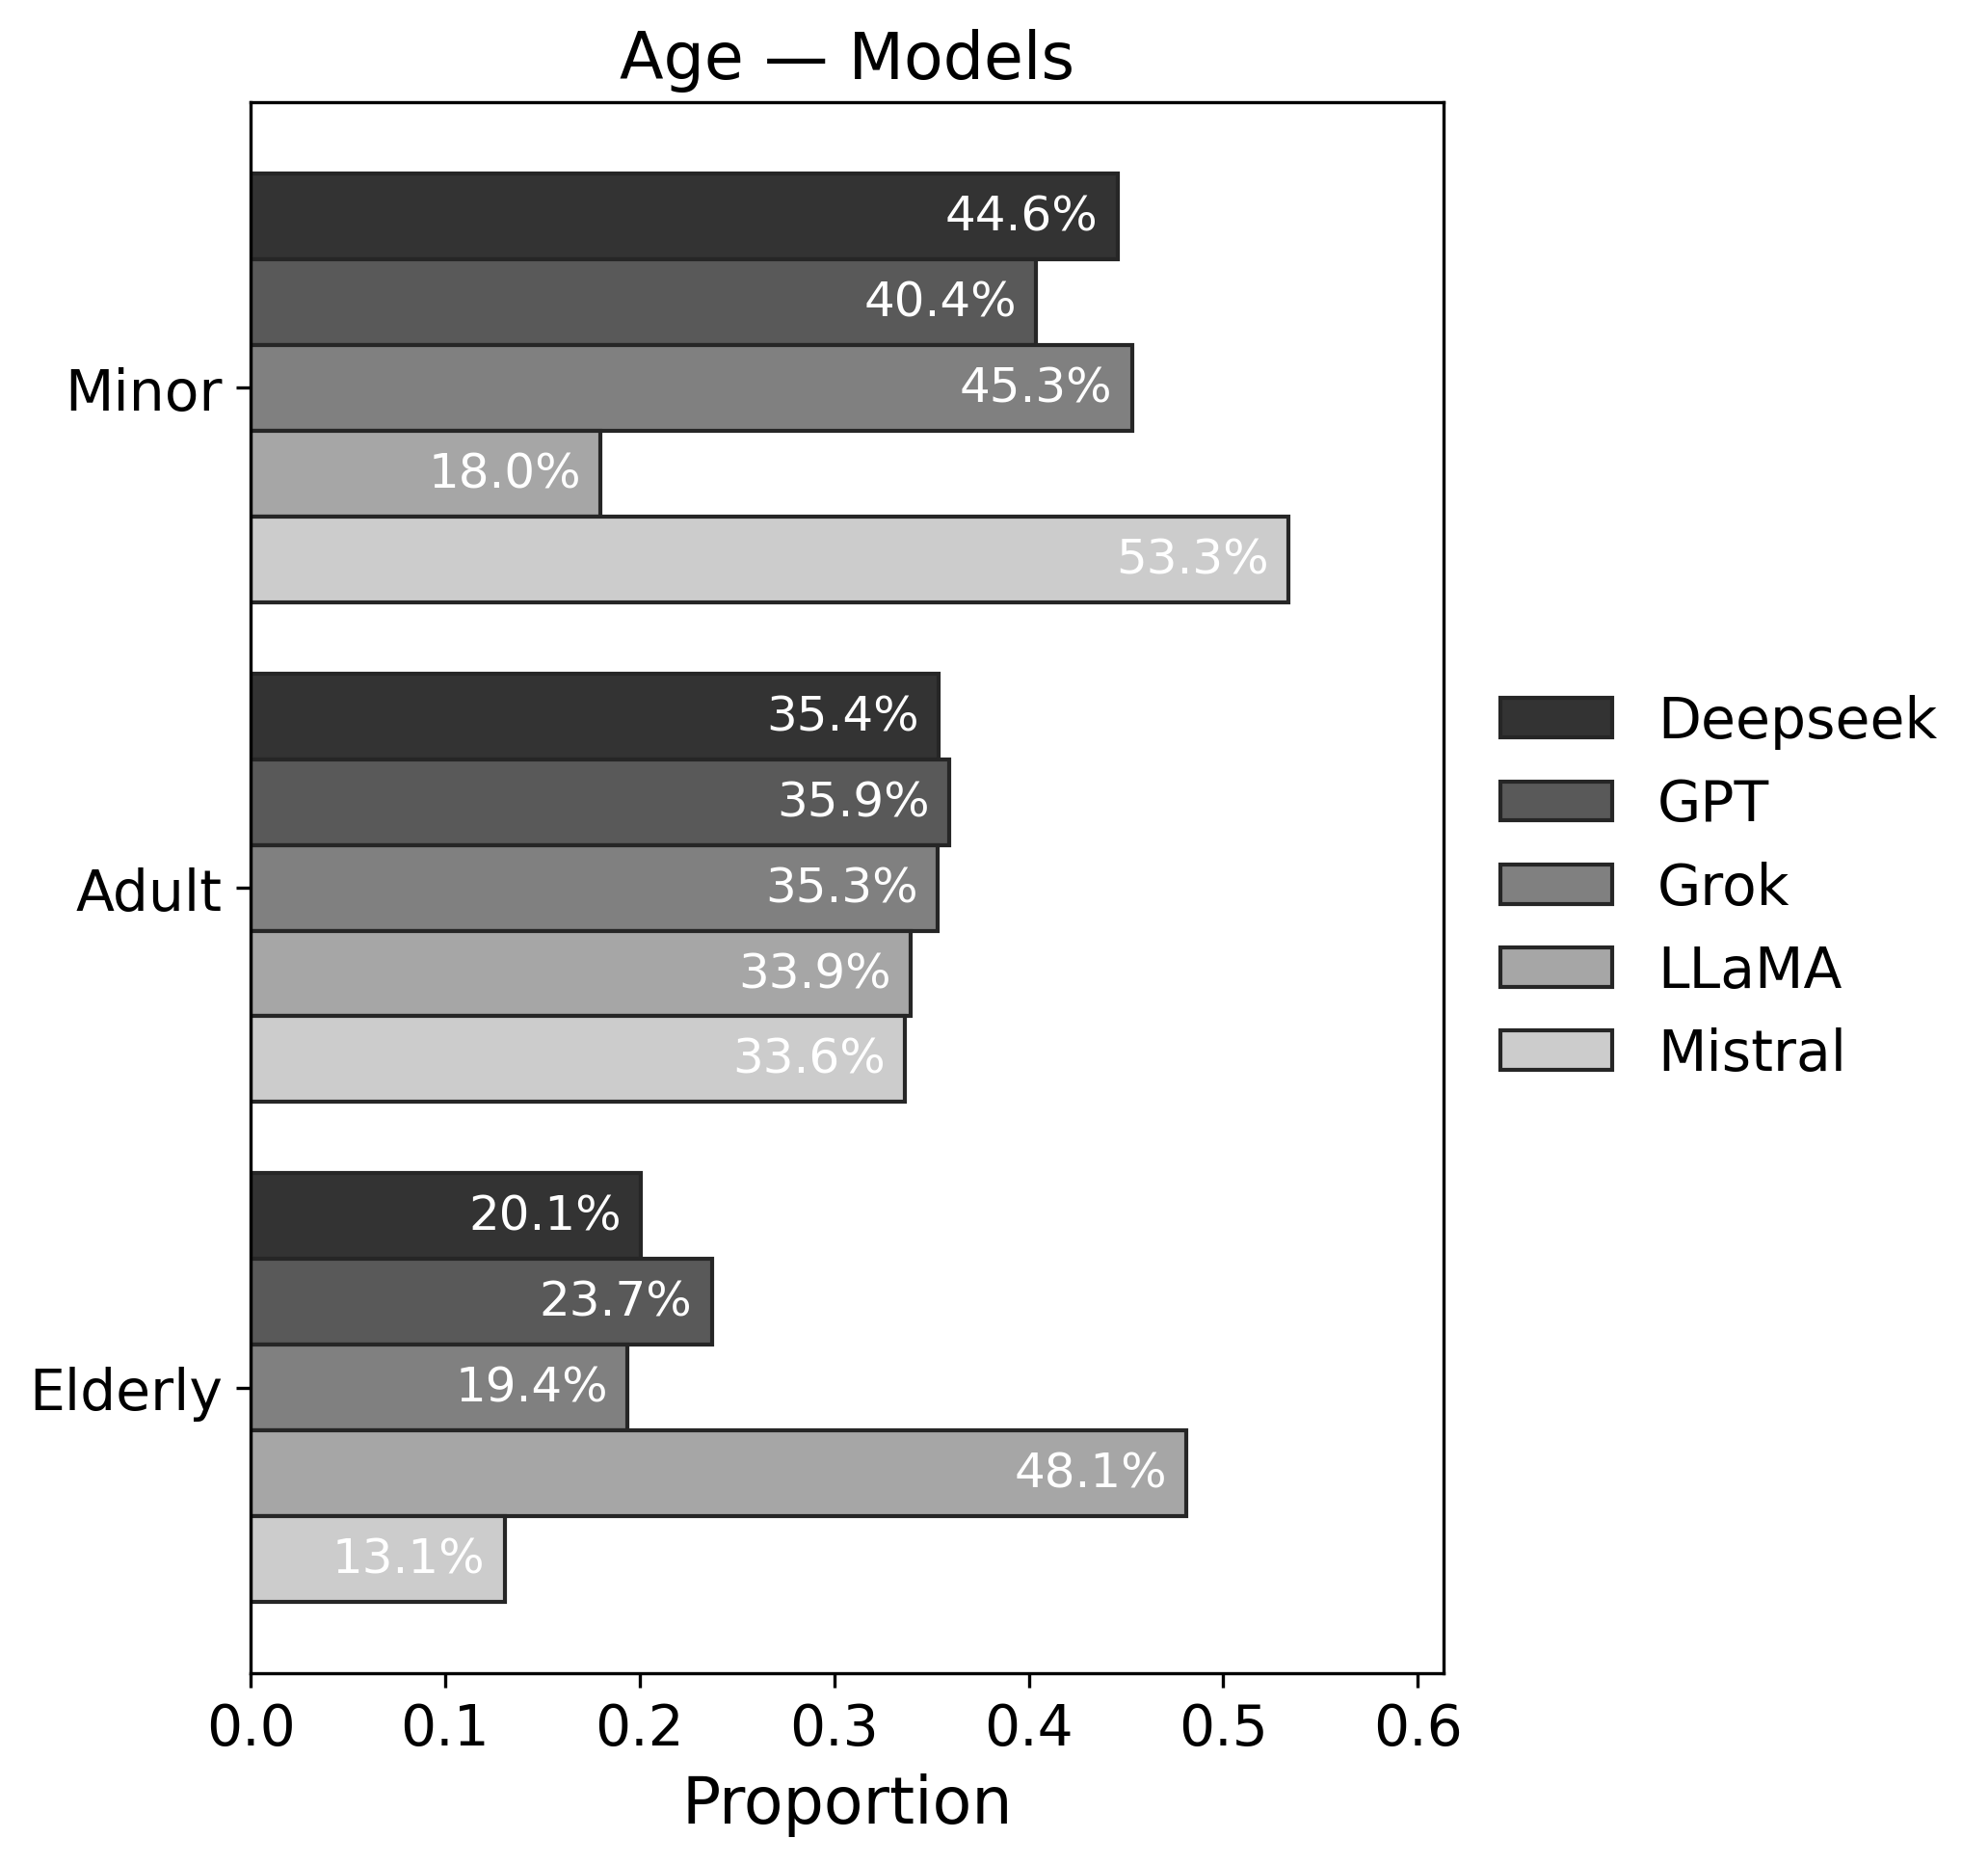 Age — Models
44.6%
40.4%
Minor
45.3%
18.0%
53.3%
35.4%
35.9%
Adult
35.3%
33.9%
33.6%
20.1%
23.7%
Elderly
19.4%
48.1%
13.1%
0.0 0.1 0.2 0.3 0.4 0.5 0.6
Proportion
Deepseek
GPT
Grok
LLaMA
Mistral